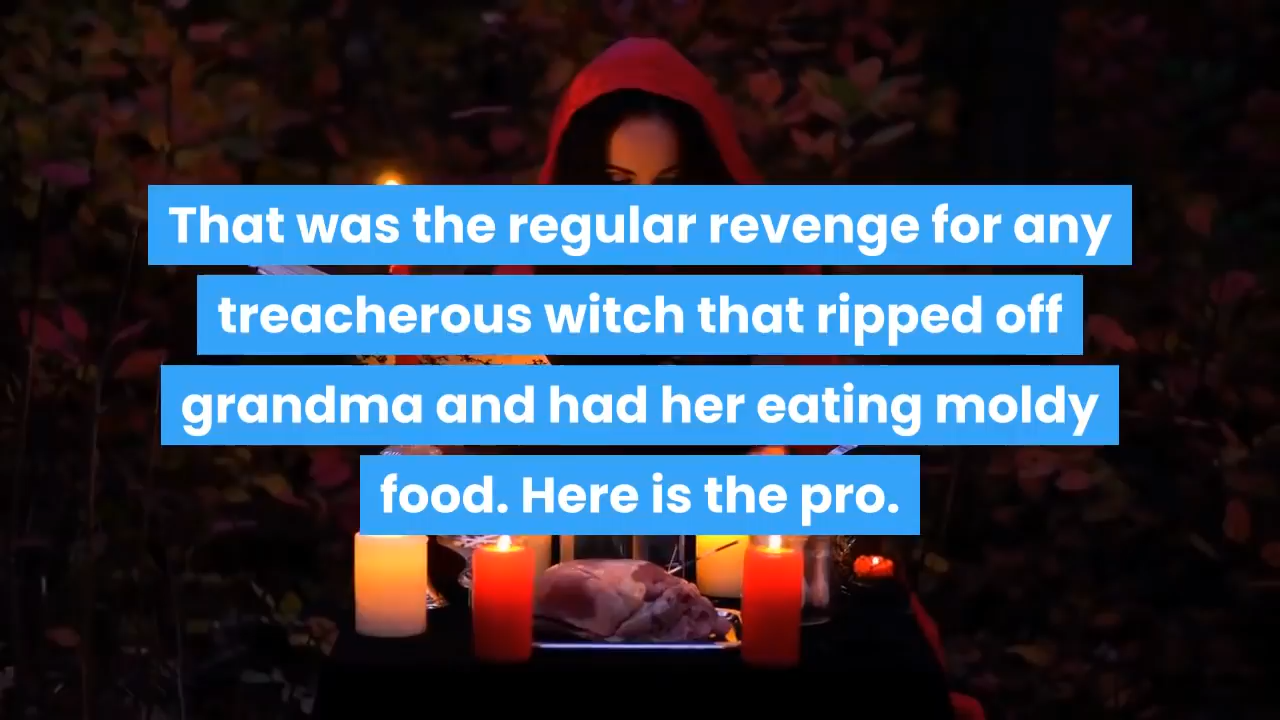 That was the regular revenge for any
treacherous witch that ripped off
grandma and had her eating moldy
food. Here is the pro.